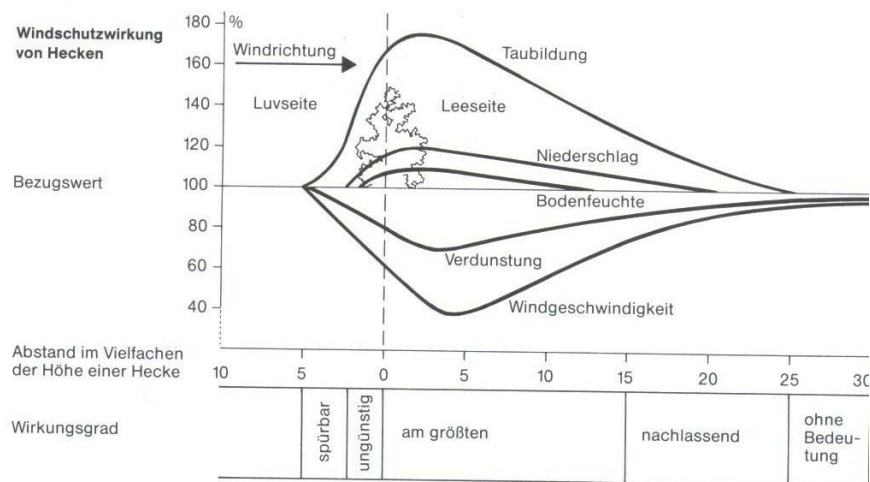 Windschutzwirkung
von Hecken
180 %
160
140
120
100
80
60
40
Windrichtung
Luvseite
Leeseite
Taubildung
Niederschlag
Bezugswert
Bodenfeuchte
Verdunstung
Windgeschwindigkeit
Abstand im Vielfachen
der Höhe einer Hecke
10 5 0 5 10 15 20 25 30
Wirkungsgrad
spürbar
ungünstig
am größten
nachlassend
ohne
Bedeu-
tung